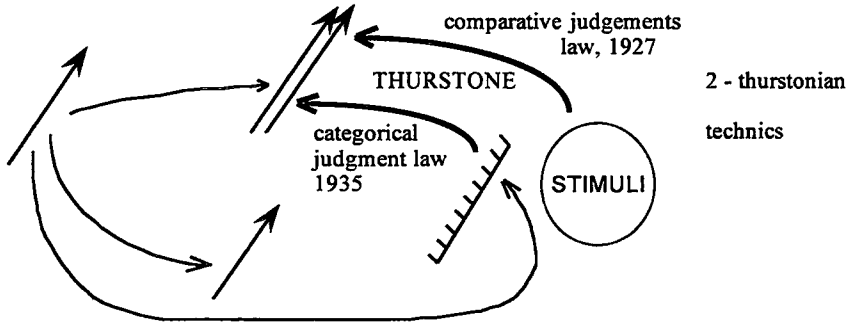 comparative judgements
law, 1927
THURSTONE
2 - thurstonian
technics
categorical
judgment law
1935
STIMULI